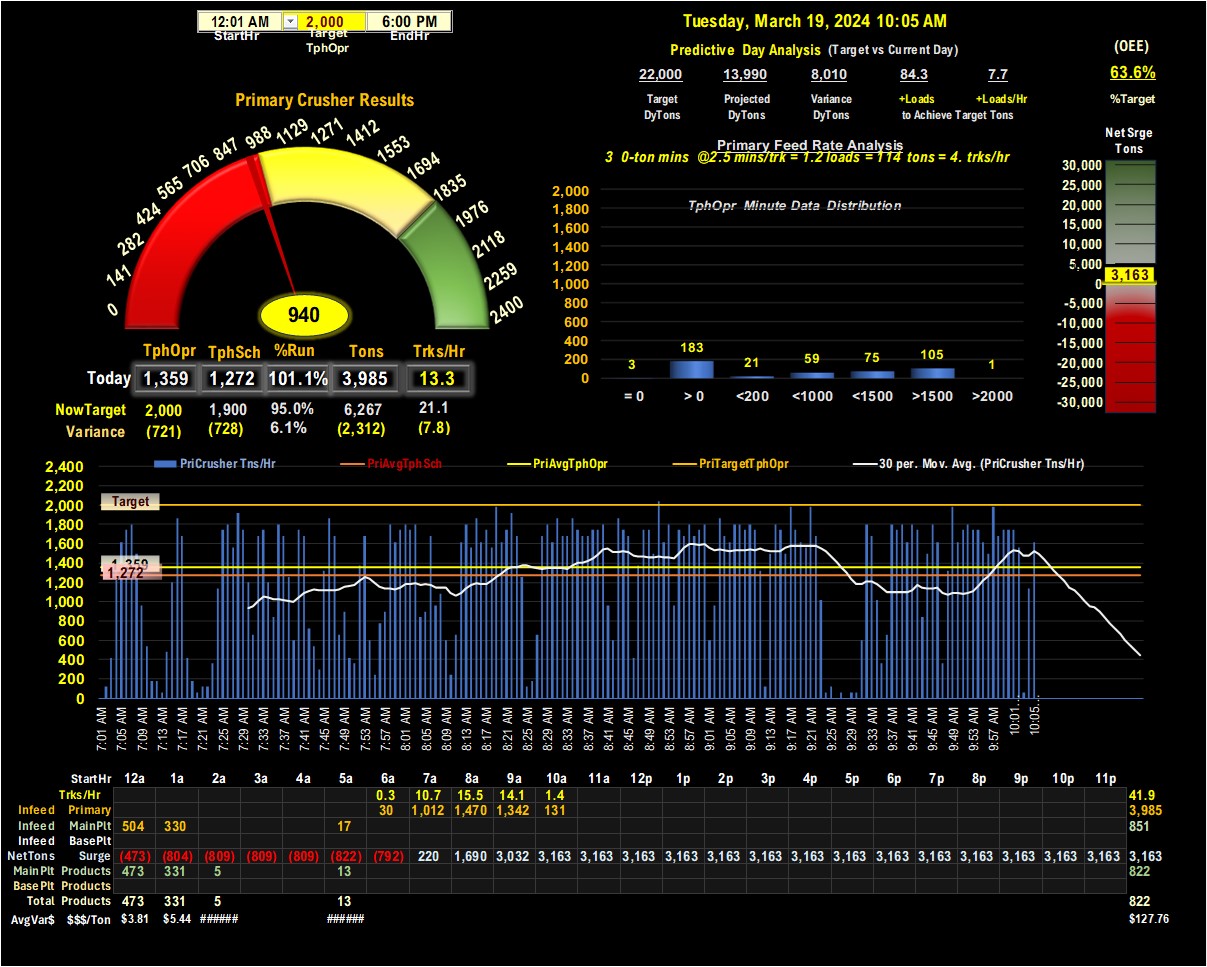 12:01 AM 2,000 6:00 PM
StartHr Target TphOpr EndHr
Tuesday, March 19, 2024 10:05 AM
Predictive Day Analysis (Target vs Current Day)
22,000 13,990 8,010 84.3 7.7
Target DyTons Projected DyTons Variance DyTons +Loads +Loads/Hr
to Achieve Target Tons
(OEE)
63.6%
%Target
Primary Crusher Results
0 141 282 424 565 706 847 988 1129 1271 1412 1553 1694 1835 1976 2118 2259 2400
940
TphOpr TphSch %Run Tons Trks/Hr
Today 1,359 1,272 101.1% 3,985 13.3
NowTarget 2,000 1,900 95.0% 6,267 21.1
Variance (721) (728) 6.1% (2,312) (7.8)
Primary Feed Rate Analysis
3 0-ton mins @2.5 mins/trk = 1.2 loads = 114 tons = 4. trks/hr
TphOpr Minute Data Distribution
2,000
1,800
1,600
1,400
1,200
1,000
800
600
400
200
0
3 183 21 59 75 105 1
= 0 > 0 <200 <1000 <1500 >1500 >2000
Net Srge
Tons
30,000
25,000
20,000
15,000
10,000
5,000
3,163
0
-5,000
-10,000
-15,000
-20,000
-25,000
-30,000
PriCrusher Tns/Hr PriAvgTphSch PriAvgTphOpr PriTargetTphOpr 30 per. Mov. Avg. (PriCrusher Tns/Hr)
2,400
2,200
2,000
1,800
1,600
1,400
1,200
1,000
800
600
400
200
0
Target
1,359
1,272
7:01 AM 7:05 AM 7:09 AM 7:13 AM 7:17 AM 7:21 AM 7:25 AM 7:29 AM 7:33 AM 7:37 AM 7:41 AM 7:45 AM 7:49 AM 7:53 AM 7:57 AM 8:01 AM 8:05 AM 8:09 AM 8:13 AM 8:17 AM 8:21 AM 8:25 AM 8:29 AM 8:33 AM 8:37 AM 8:41 AM 8:45 AM 8:49 AM 8:53 AM 8:57 AM 9:01 AM 9:05 AM 9:09 AM 9:13 AM 9:17 AM 9:21 AM 9:25 AM 9:29 AM 9:33 AM 9:37 AM 9:41 AM 9:45 AM 9:49 AM 9:53 AM 9:57 AM 10:01... 10:05...
StartHr 12a 1a 2a 3a 4a 5a 6a 7a 8a 9a 10a 11a 12p 1p 2p 3p 4p 5p 6p 7p 8p 9p 10p 11p
Trks/Hr 0.3 10.7 15.5 14.1 1.4 41.9
Infeed Primary 30 1,012 1,470 1,342 131 3,985
Infeed MainPlt 504 330 17 851
Infeed BasePlt
NetTons Surge (473) (804) (809) (809) (809) (822) (792) 220 1,690 3,032 3,163 3,163 3,163 3,163 3,163 3,163 3,163 3,163 3,163 3,163 3,163 3,163 3,163 3,163 3,163
MainPlt Products 473 331 5 13 822
BasePlt Products
Total Products 473 331 5 13 822
AvgVar$ $$$/Ton $3.81 $5.44 ###### ###### $127.76